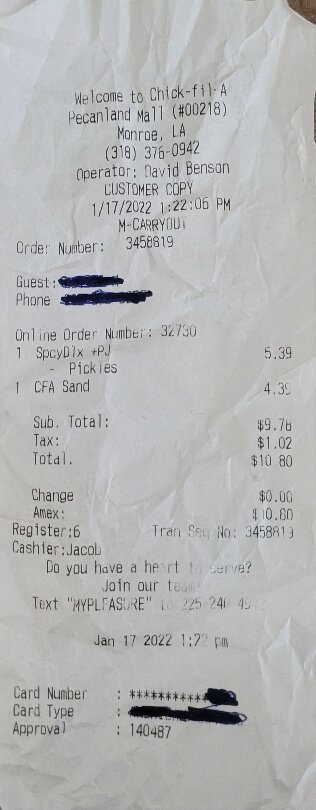 Welcome to Chick-fil-A
Pecanland Mall (#00218)
Monroe, LA
(318) 376-0942
Operator: David Benson
CUSTOMER COPY
1/17/2022 1:22:06 PM
M-CARRYOUT
Order Number: 3458819
Guest:
Phone
Online Order Number: 32730
1 SpcyDlx +PJ 5.39
- Pickles
1 CFA Sand 4.39
Sub. Total: $9.78
Tax: $1.02
Total. $10.80
Change $0.00
Amex: $10.80
Register:6 Tran Seq No: 3458819
Cashier:Jacob
Do you have a heart to serve?
Join our team!
Text "MYPLEASURE" to 225-240
Jan 17 2022 1:22 pm
Card Number : ***********
Card Type :
Approval : 140487